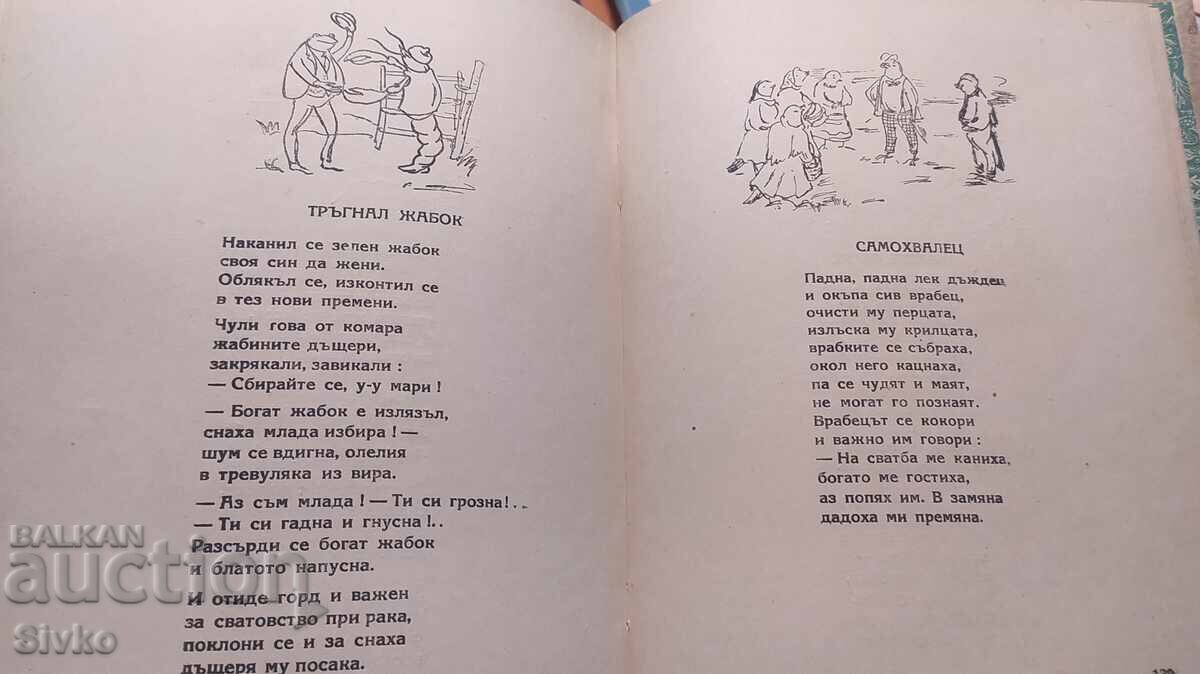 ТРЪГНАЛ ЖАБОК
Наканил се зелен жабок
своя син да жени.
Облякъл се, изконтил се
в тез нови премени.
Чули гова от комара
жабините дъщери,
закрякали, завикали :
— Сбирайте се, у-у мари !
— Богат жабок е излязъл,
снаха млада избира ! —
шум се вдигна, олелия
в тревуляка из вира.
— Аз съм млада ! — Ти си грозна !..
— Ти си гадна и гнусна !..
Разсърди се богат жабок
и блатото напусна.
И отиде горд и важен
за сватовство при рака,
поклони се и за снаха
дъщеря му посака.
САМОХВАЛЕЦ
Падна, падна лек дъждец
и окъпа сив врабец,
очисти му перцата,
излъска му крилцата,
врабките се събраха,
окол него кацнаха,
па се чудят и маят,
не могат го познаят.
Врабецът се кокори
и важно им говори :
— На сватба ме каниха,
богато ме гостиха,
аз попях им. В замяна
дадоха ми премяна.
BALKAN
auction
Sivko